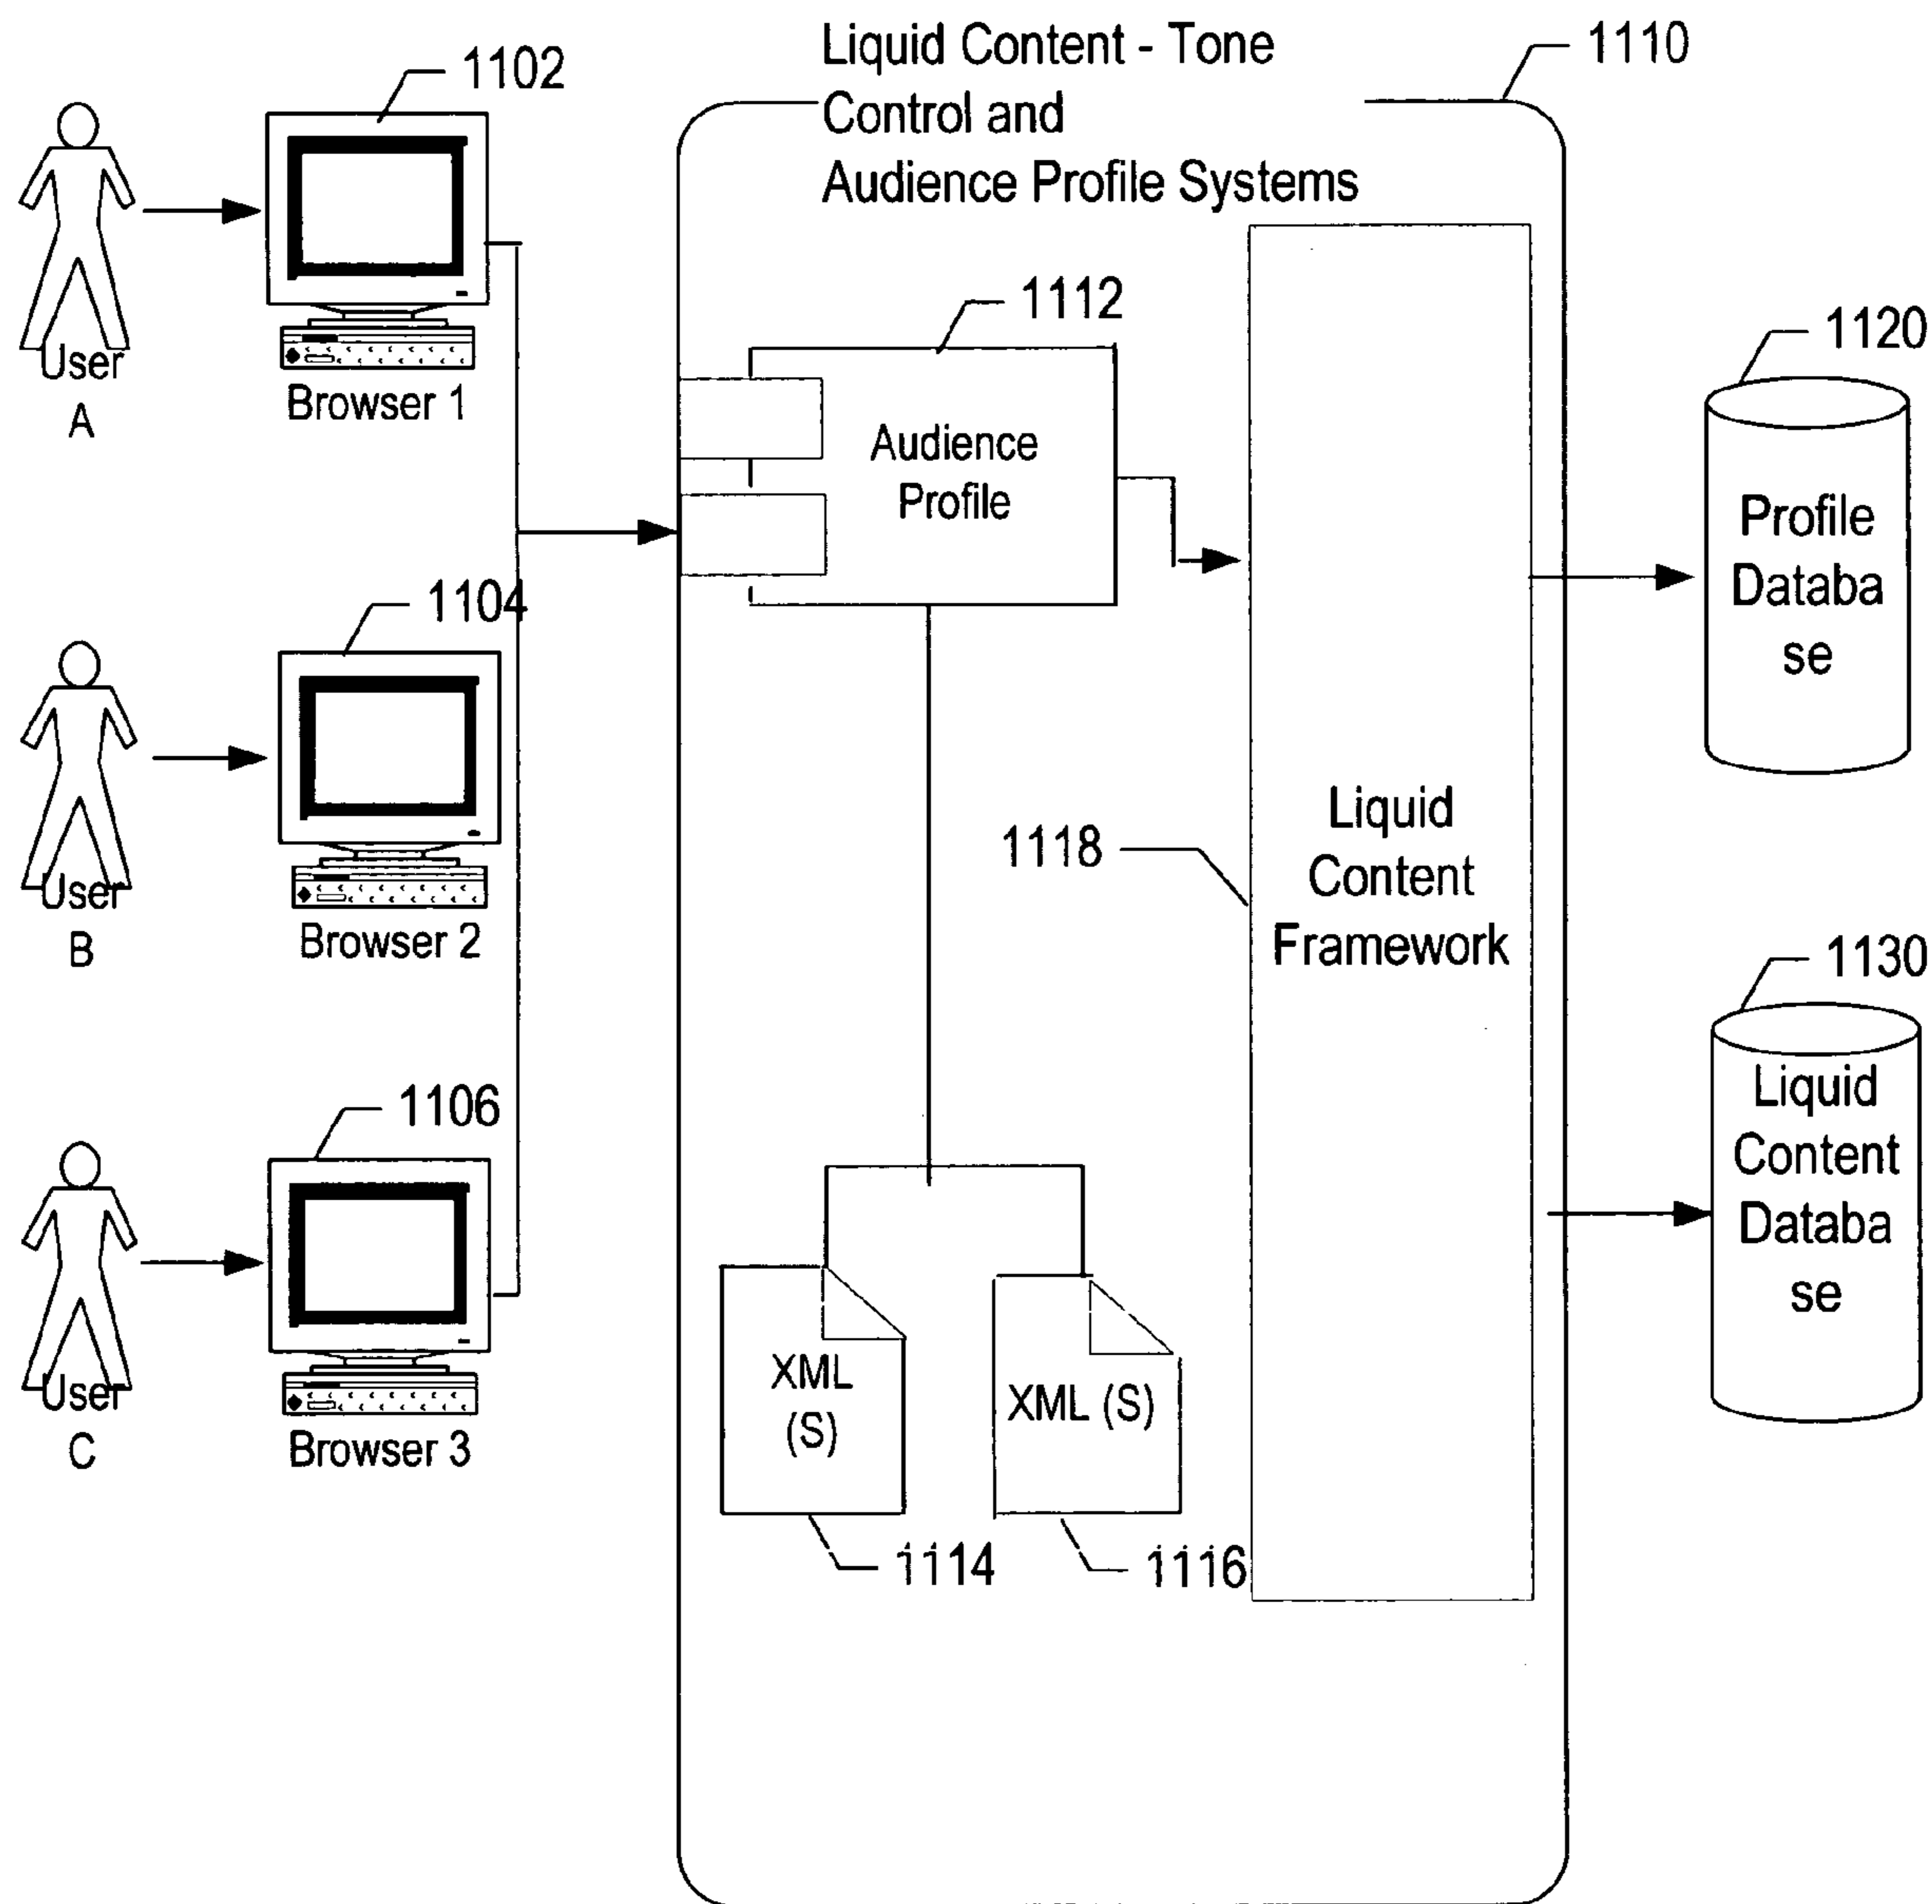 Liquid Content - Tone
Control and
Audience Profile Systems
1110
1102
User
A
Browser 1
1112
Audience
Profile
1120
Profile
Databa
se
1104
User
B
Browser 2
1118
Liquid
Content
Framework
1130
Liquid
Content
Databa
se
1106
User
C
Browser 3
XML
(S)
XML (S)
1114
1116